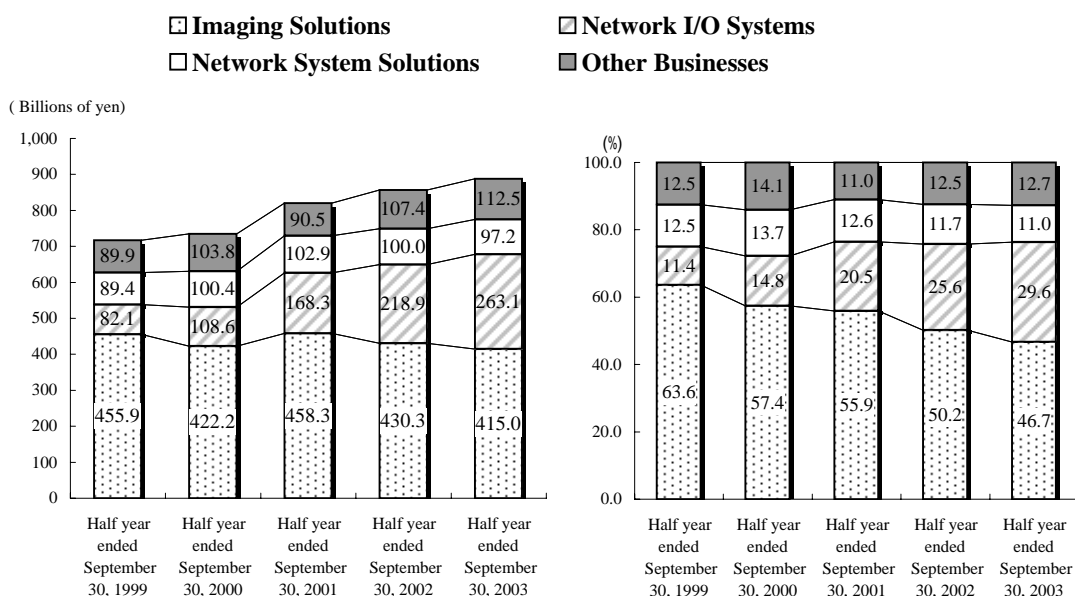 Imaging Solutions
Network I/O Systems
Network System Solutions
Other Businesses
( Billions of yen)
1,000
900
800
700
600
500
400
300
200
100
0
89.9
89.4
82.1
455.9
103.8
100.4
108.6
422.2
90.5
102.9
168.3
458.3
107.4
100.0
218.9
430.3
112.5
97.2
263.1
415.0
Half year
ended
September
30, 1999
Half year
ended
September
30, 2000
Half year
ended
September
30, 2001
Half year
ended
September
30, 2002
Half year
ended
September
30, 2003
(%)
100.0
80.0
60.0
40.0
20.0
0.0
12.5
12.5
11.4
63.6
14.1
13.7
14.8
57.4
11.0
12.6
20.5
55.9
12.5
11.7
25.6
50.2
12.7
11.0
29.6
46.7
Half year
ended
September
30, 1999
Half year
ended
September
30, 2000
Half year
ended
September
30, 2001
Half year
ended
September
30, 2002
Half year
ended
September
30, 2003